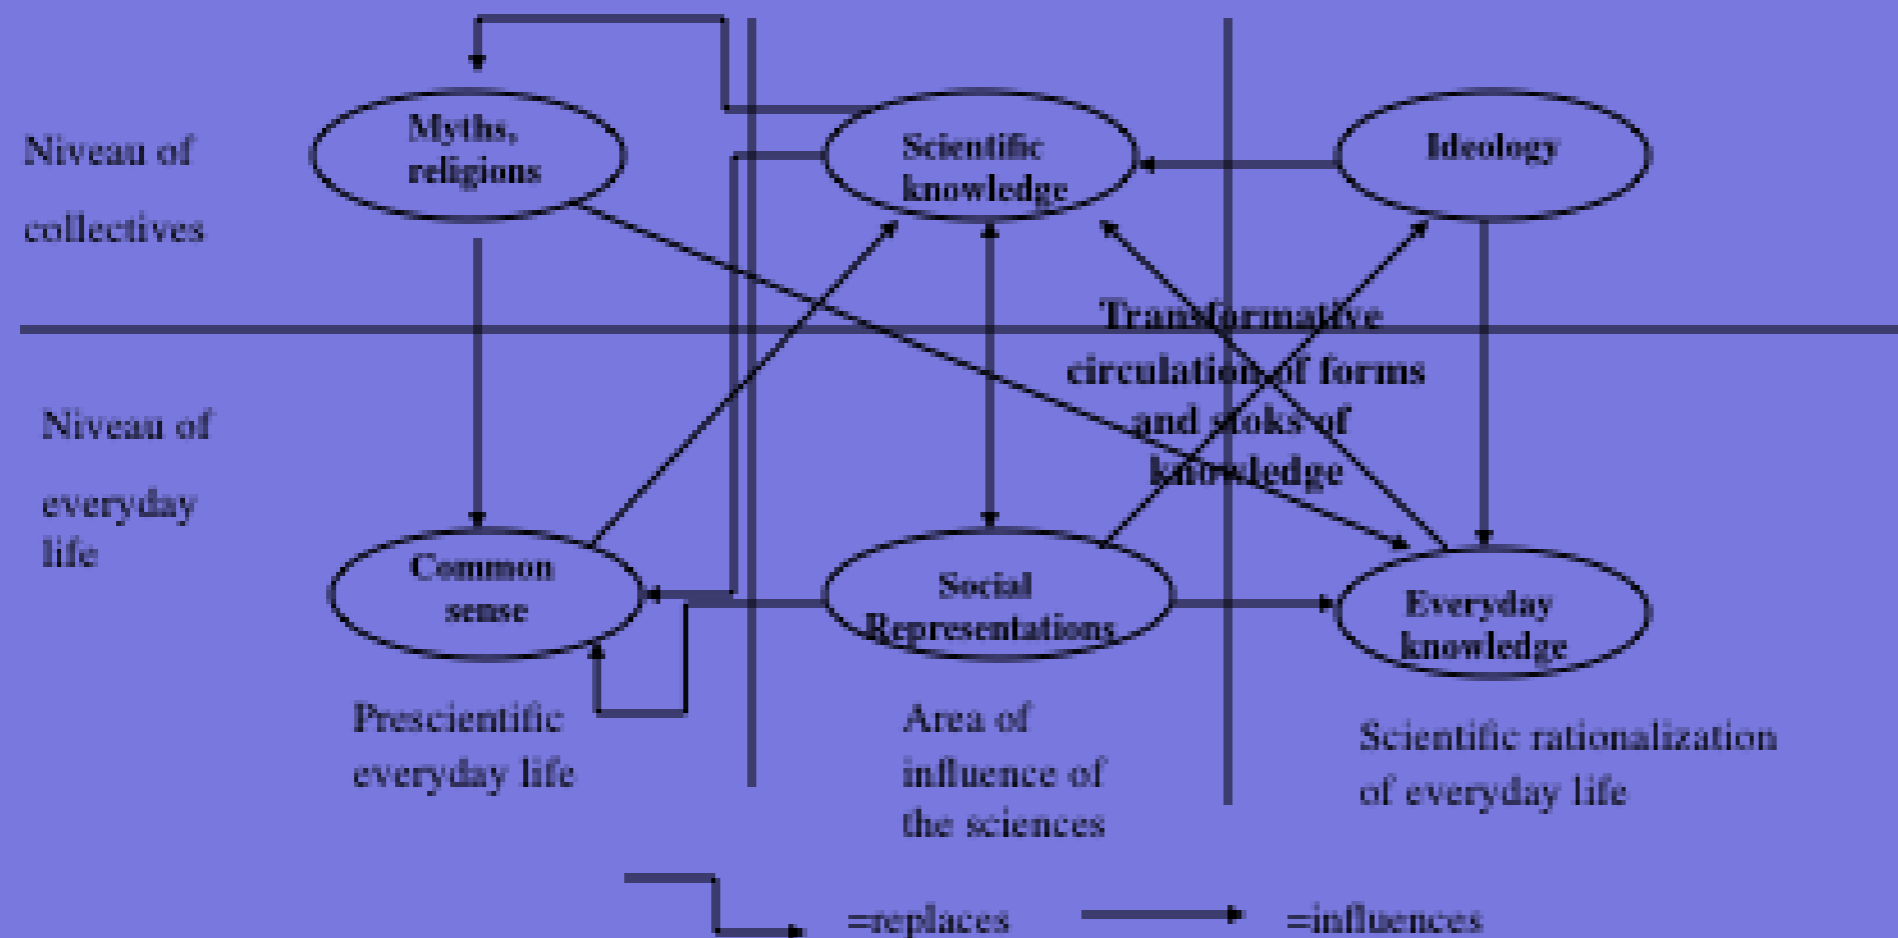 Niveau of
collectives
Myths,
religions
Scientific
knowledge
Ideology
Transformative
circulation of forms
and stoks of
knowledge
Niveau of
everyday
life
Common
sense
Social
Representations
Everyday
knowledge
Prescientific
everyday life
Area of
influence of
the sciences
Scientific rationalization
of everyday life
=replaces
=influences